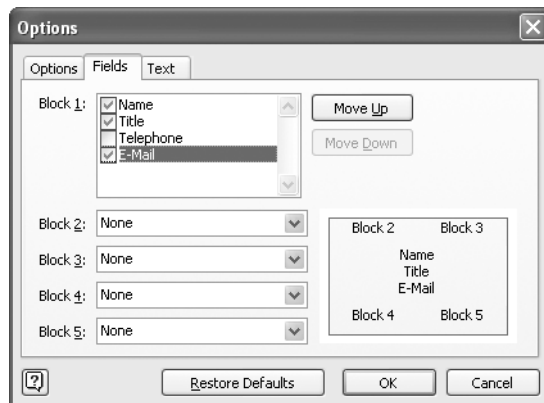 Options
Options Fields Text
Block 1:
Name
Title
Telephone
E-Mail
Move Up
Move Down
Block 2: None
Block 3: None
Block 4: None
Block 5: None
Block 2 Block 3
Name
Title
E-Mail
Block 4 Block 5
?
Restore Defaults OK Cancel